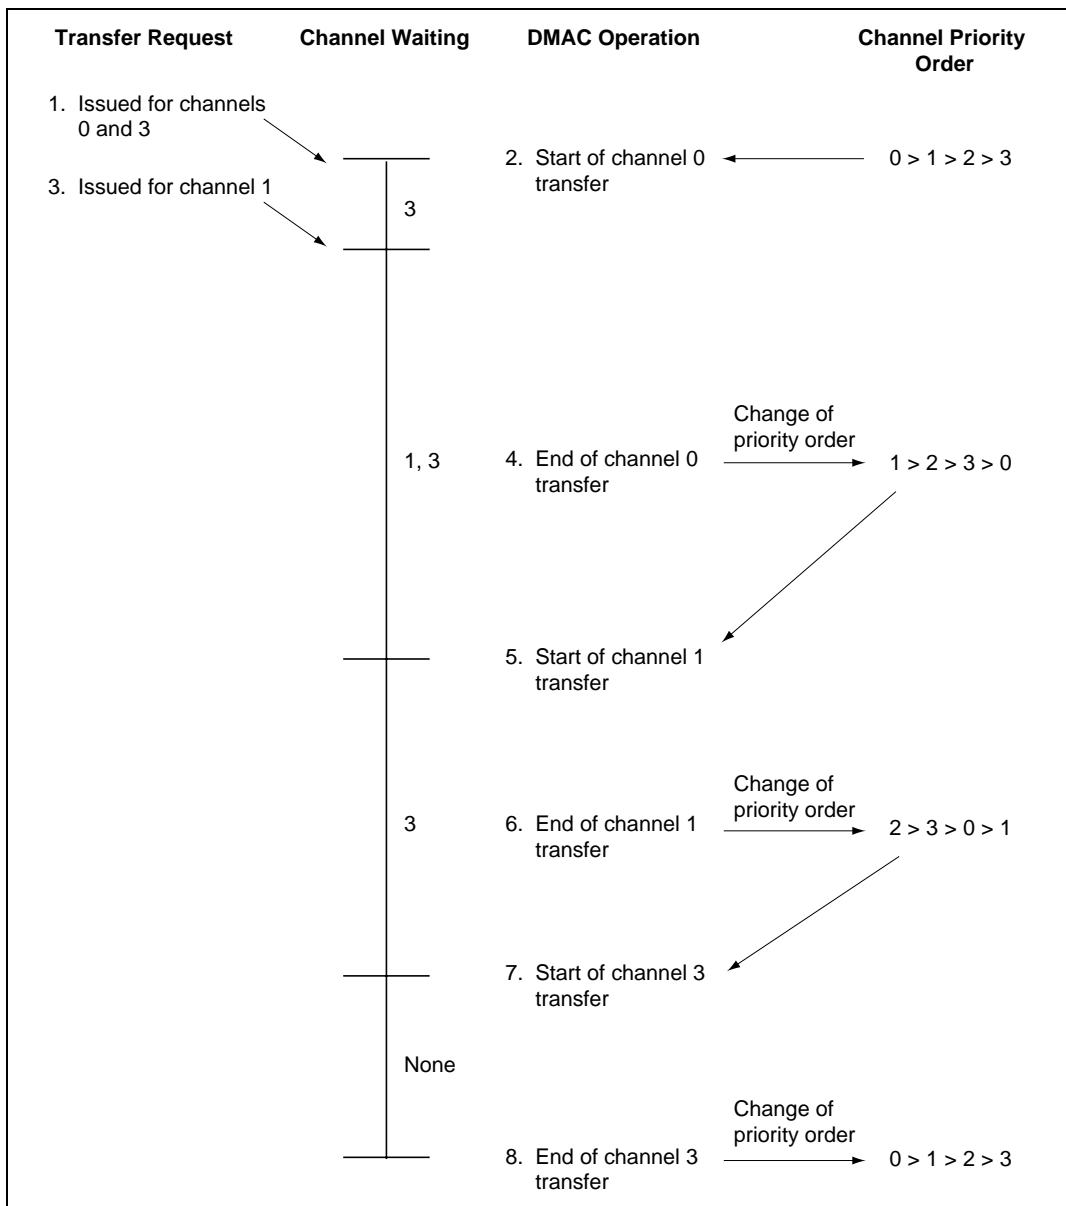 Transfer Request
Channel Waiting
DMAC Operation
Channel Priority
Order
1. Issued for channels
0 and 3
2. Start of channel 0
transfer
0 > 1 > 2 > 3
3. Issued for channel 1
3
Change of
priority order
1, 3
4. End of channel 0
transfer
1 > 2 > 3 > 0
5. Start of channel 1
transfer
Change of
priority order
3
6. End of channel 1
transfer
2 > 3 > 0 > 1
7. Start of channel 3
transfer
None
Change of
priority order
8. End of channel 3
transfer
0 > 1 > 2 > 3